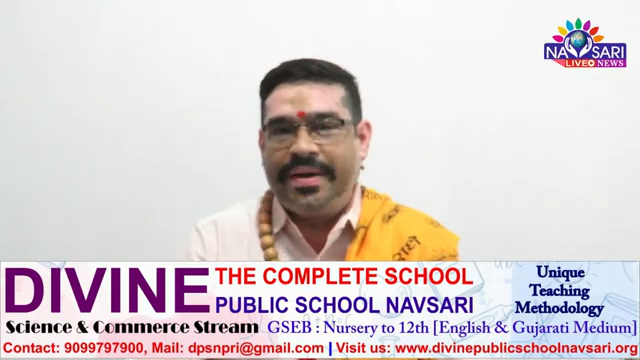 NAVSARI
LIVE NEWS
DIVINE THE COMPLETE SCHOOL
PUBLIC SCHOOL NAVSARI
Unique
Teaching
Methodology
Science & Commerce Stream GSEB : Nursery to 12th [English & Gujarati Medium]
Contact: 9099797900, Mail: dpsnpri@gmail.com | Visit us: www.divinepublicschoolnavsari.org